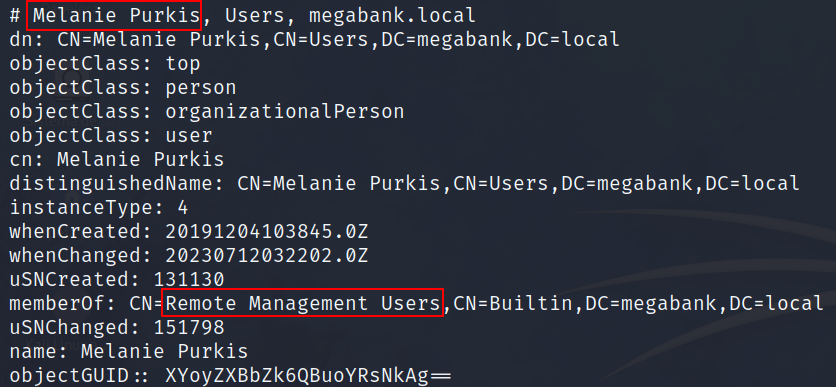 # Melanie Purkis, Users, megabank.local
dn: CN=Melanie Purkis,CN=Users,DC=megabank,DC=local
objectClass: top
objectClass: person
objectClass: organizationalPerson
objectClass: user
cn: Melanie Purkis
distinguishedName: CN=Melanie Purkis,CN=Users,DC=megabank,DC=local
instanceType: 4
whenCreated: 20191204103845.0Z
whenChanged: 20230712032202.0Z
uSNCreated: 131130
memberOf: CN=Remote Management Users,CN=Builtin,DC=megabank,DC=local
uSNChanged: 151798
name: Melanie Purkis
objectGUID:: XYoyZXBbZk6QBuoYRsNkAg==